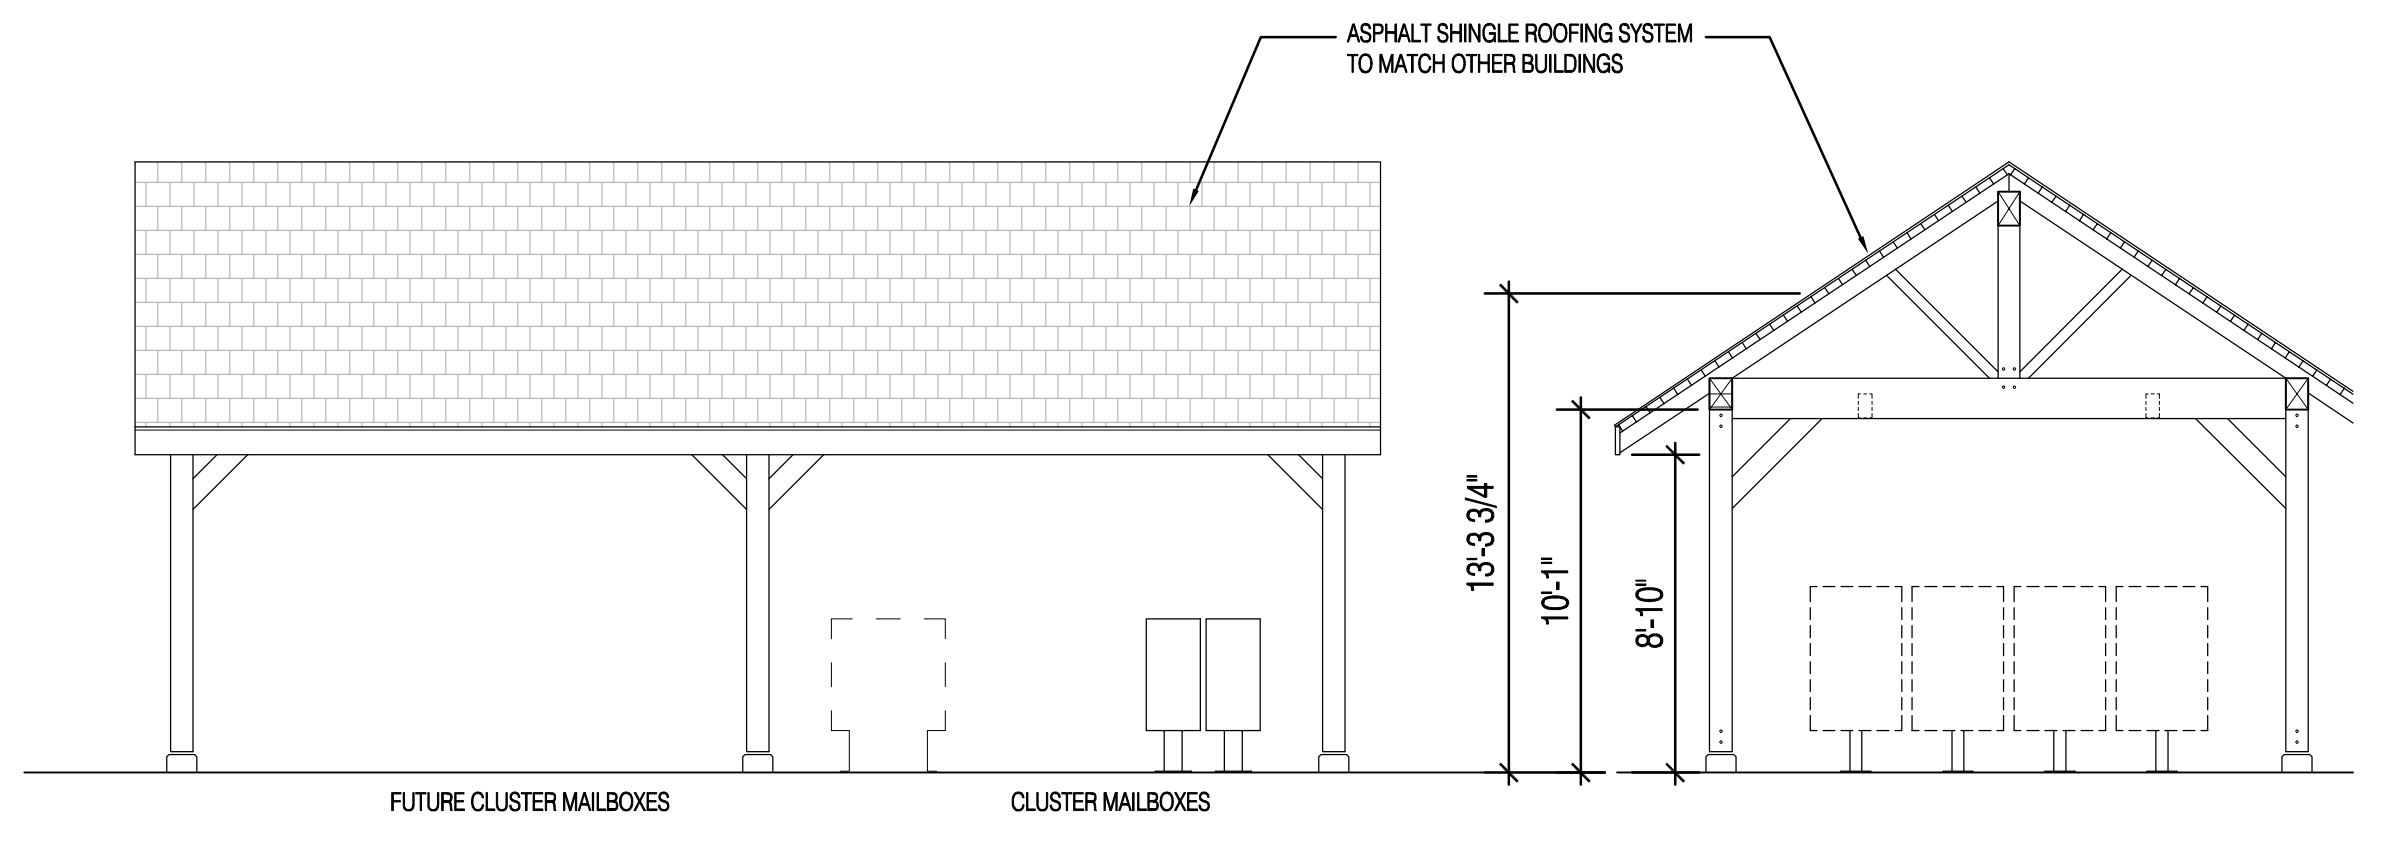 ASPHALT SHINGLE ROOFING SYSTEM
TO MATCH OTHER BUILDINGS
13'-3 3/4"
10'-1"
8'-10"
FUTURE CLUSTER MAILBOXES
CLUSTER MAILBOXES